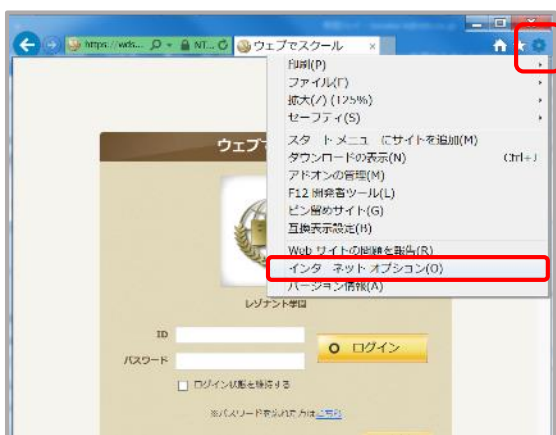 https://wds...
NT...
ウェブでスクール
印刷(P)
ファイル(F)
拡大(Z) (125%)
セーフティ(S)
スタート メニューにサイトを追加(M)
ダウンロードの表示(N) Ctrl+J
アドオンの管理(M)
F12 開発者ツール(L)
ピン留めサイト(G)
互換表示設定(B)
Web サイトの問題を報告(R)
インターネット オプション(O)
バージョン情報(A)
ウェブ
レゾナント学園
ID
パスワード
ログイン
ログイン状態を維持する
※パスワードを忘れた方はこちら